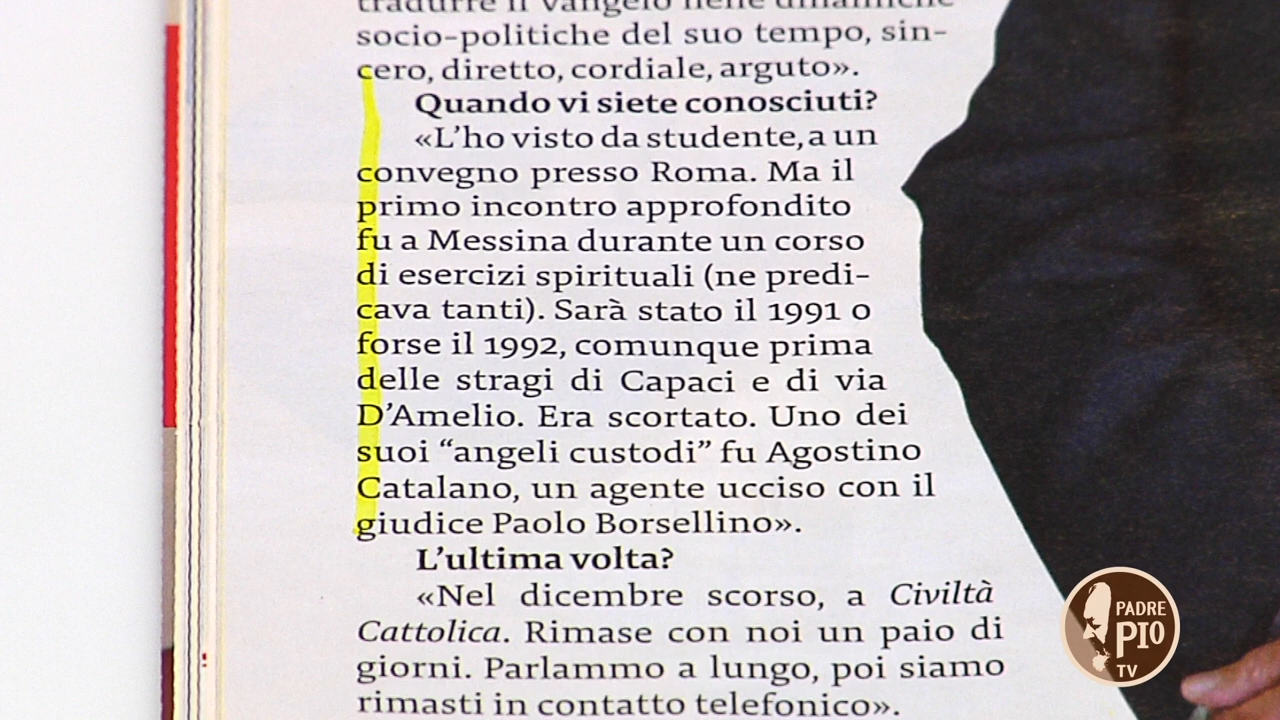 tradurre il vangelo nelle dinamiche
socio-politiche del suo tempo, sin-
cero, diretto, cordiale, arguto».
Quando vi siete conosciuti?
«L'ho visto da studente, a un
convegno presso Roma. Ma il
primo incontro approfondito
fu a Messina durante un corso
di esercizi spirituali (ne predi-
cava tanti). Sarà stato il 1991 o
forse il 1992, comunque prima
delle stragi di Capaci e di via
D'Amelio. Era scortato. Uno dei
suoi “angeli custodi” fu Agostino
Catalano, un agente ucciso con il
giudice Paolo Borsellino».
L'ultima volta?
«Nel dicembre scorso, a Civiltà
Cattolica. Rimase con noi un paio di
giorni. Parlammo a lungo, poi siamo
rimasti in contatto telefonico».
PADRE
PIO
TV